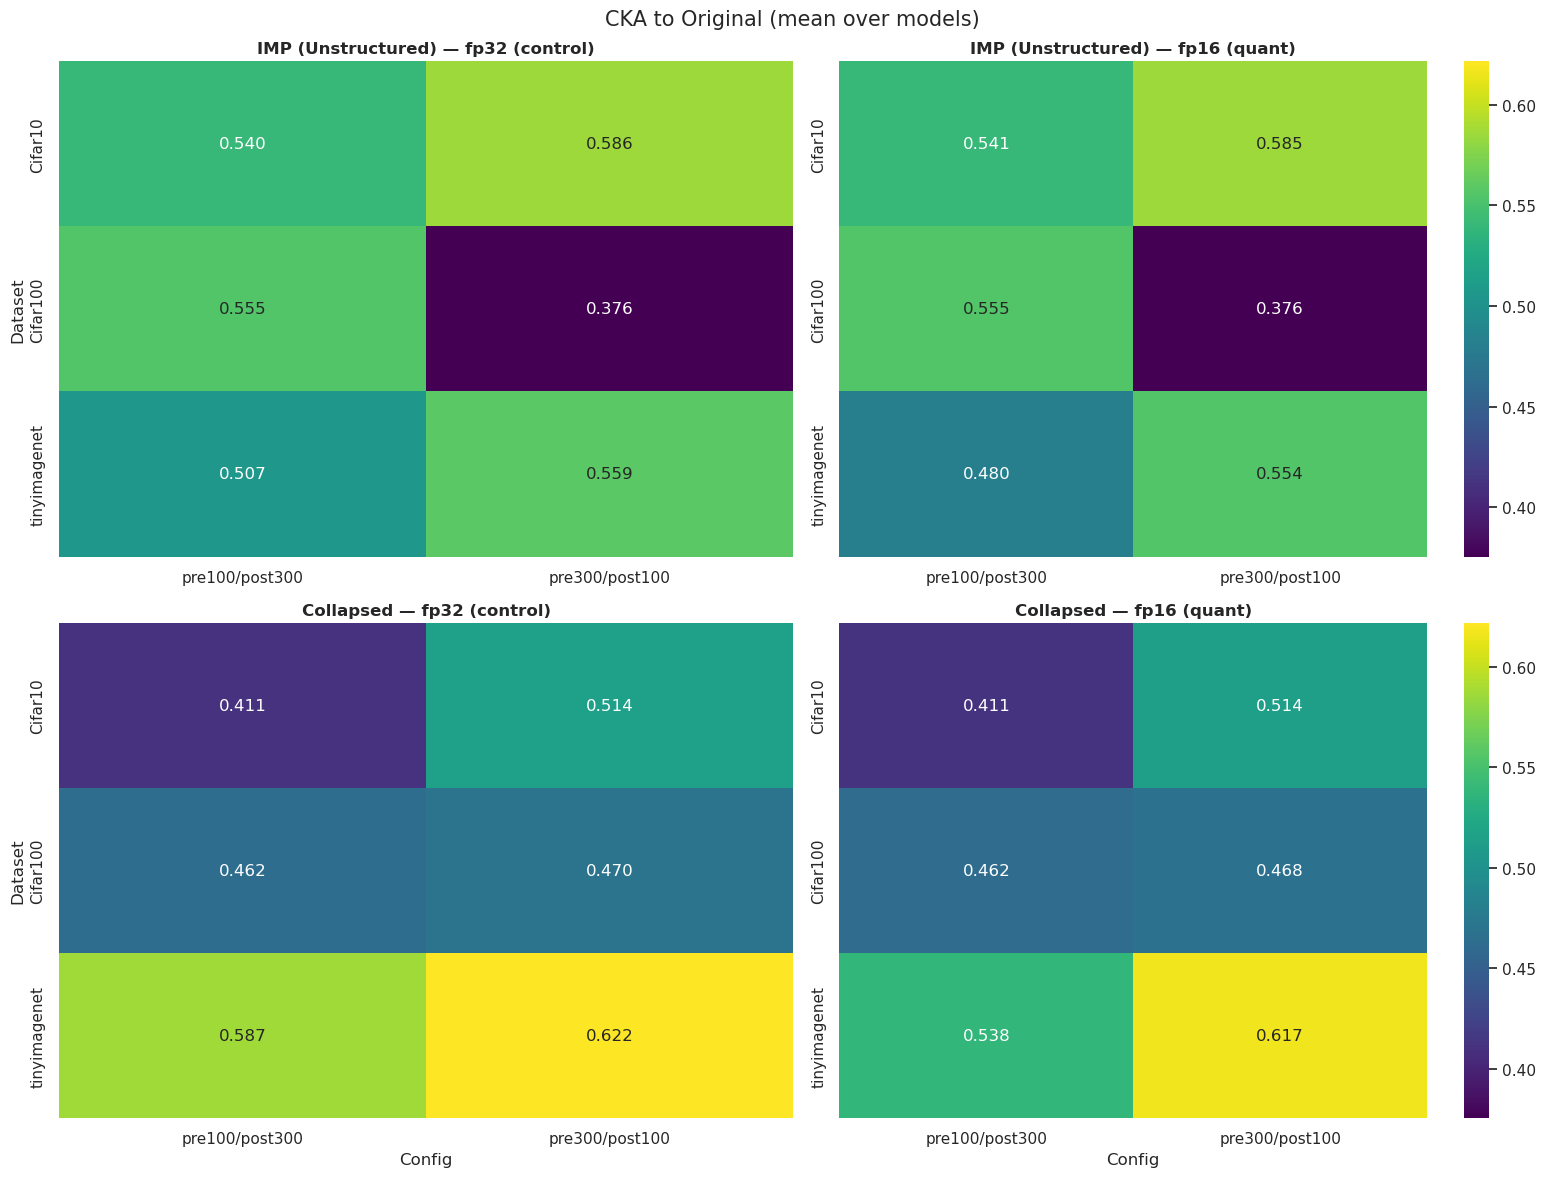 CKA to Original (mean over models)
IMP (Unstructured) — fp32 (control)
IMP (Unstructured) — fp16 (quant)
Dataset
Cifar10
Cifar100
tinyimagenet
0.540
0.586
0.555
0.376
0.507
0.559
pre100/post300
pre300/post100
Cifar10
Cifar100
tinyimagenet
0.541
0.585
0.555
0.376
0.480
0.554
pre100/post300
pre300/post100
0.60
0.55
0.50
0.45
0.40
Collapsed — fp32 (control)
Collapsed — fp16 (quant)
Dataset
Cifar10
Cifar100
tinyimagenet
0.411
0.514
0.462
0.470
0.587
0.622
pre100/post300
pre300/post100
Config
Cifar10
Cifar100
tinyimagenet
0.411
0.514
0.462
0.468
0.538
0.617
pre100/post300
pre300/post100
Config
0.60
0.55
0.50
0.45
0.40